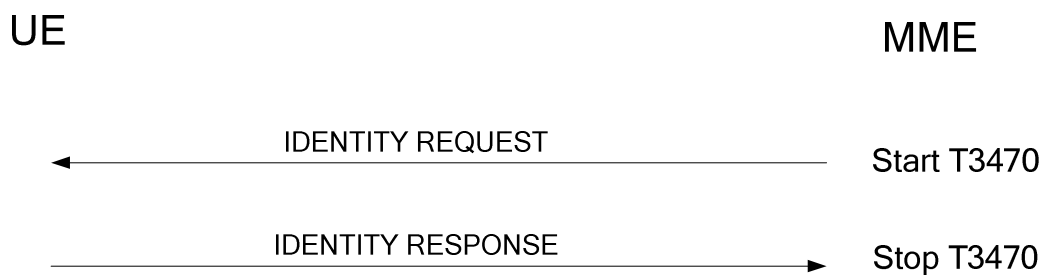 UE
MME
IDENTITY REQUEST
Start T3470
IDENTITY RESPONSE
Stop T3470